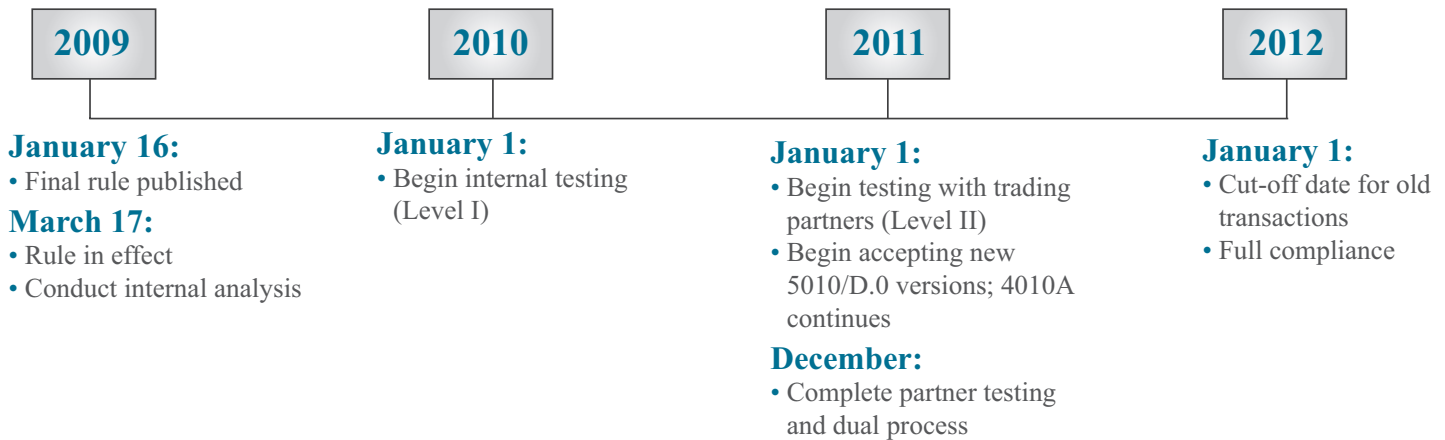 2009
January 16:
• Final rule published
March 17:
• Rule in effect
• Conduct internal analysis
2010
January 1:
• Begin internal testing
(Level I)
2011
January 1:
• Begin testing with trading
partners (Level II)
• Begin accepting new
5010/D.0 versions; 4010A
continues
December:
• Complete partner testing
and dual process
2012
January 1:
• Cut-off date for old
transactions
• Full compliance